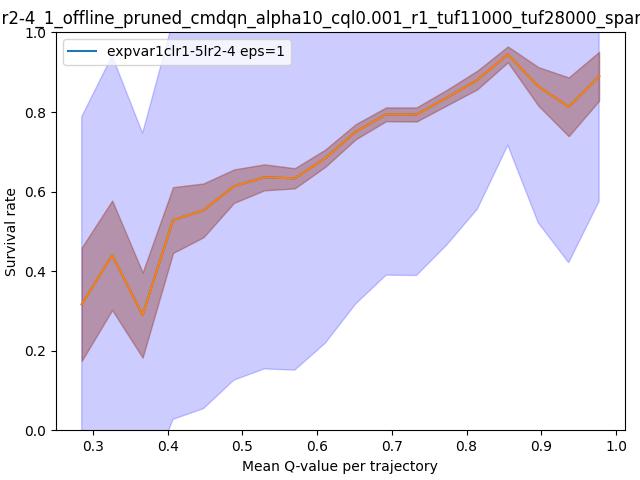 r2-4_1_offline_pruned_cmdqn_alpha10_cql0.001_r1_tuf11000_tuf28000_spar
expvar1clr1-5lr2-4 eps=1
1.0
0.8
0.6
0.4
0.2
0.0
Survival rate
0.3 0.4 0.5 0.6 0.7 0.8 0.9 1.0
Mean Q-value per trajectory